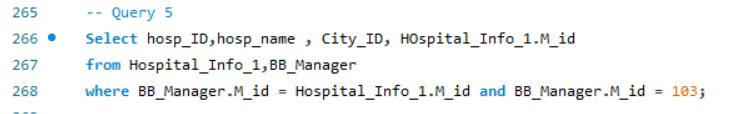 265 -- Query 5
266 Select hosp_ID,hosp_name , City_ID, HOspital_Info_1.M_id
267 from Hospital_Info_1,BB_Manager
268 where BB_Manager.M_id = Hospital_Info_1.M_id and BB_Manager.M_id = 103;